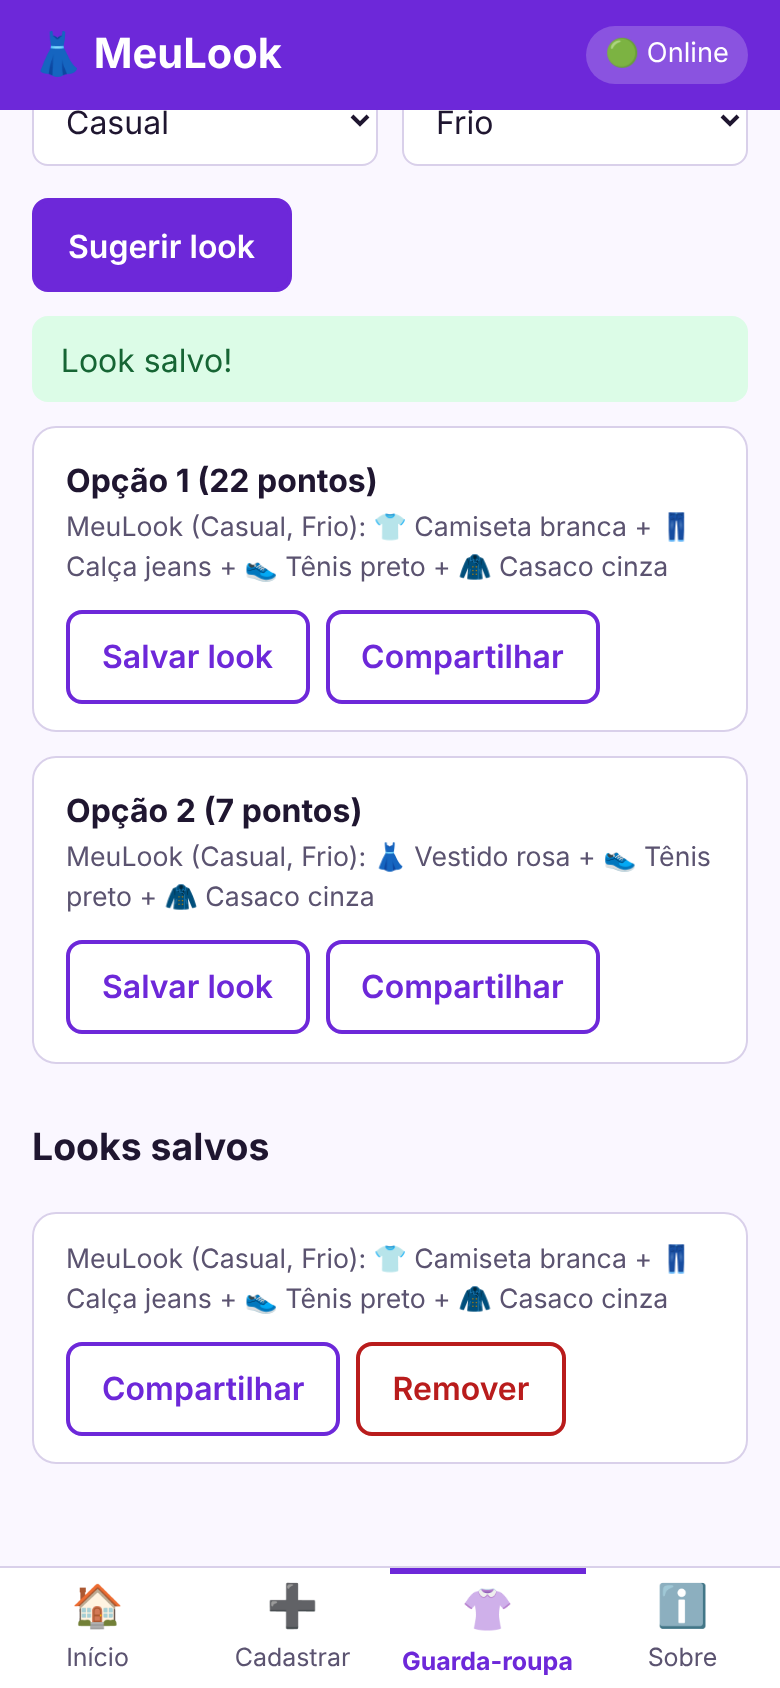 MeuLook
Online
Casual
Frio
Sugerir look
Look salvo!
Opção 1 (22 pontos)
MeuLook (Casual, Frio): 👕 Camiseta branca + 👖
Calça jeans + 👟 Tênis preto + 🧥 Casaco cinza
Salvar look
Compartilhar
Opção 2 (7 pontos)
MeuLook (Casual, Frio): 👗 Vestido rosa + 👟 Tênis
preto + 🧥 Casaco cinza
Salvar look
Compartilhar
Looks salvos
MeuLook (Casual, Frio): 👕 Camiseta branca + 👖
Calça jeans + 👟 Tênis preto + 🧥 Casaco cinza
Compartilhar
Remover
Início
Cadastrar
Guarda-roupa
Sobre